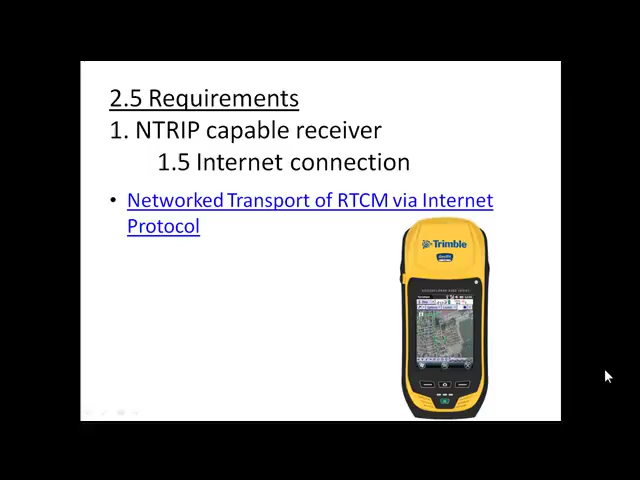 2.5 Requirements
1. NTRIP capable receiver
1.5 Internet connection
• Networked Transport of RTCM via Internet
Protocol
Trimble